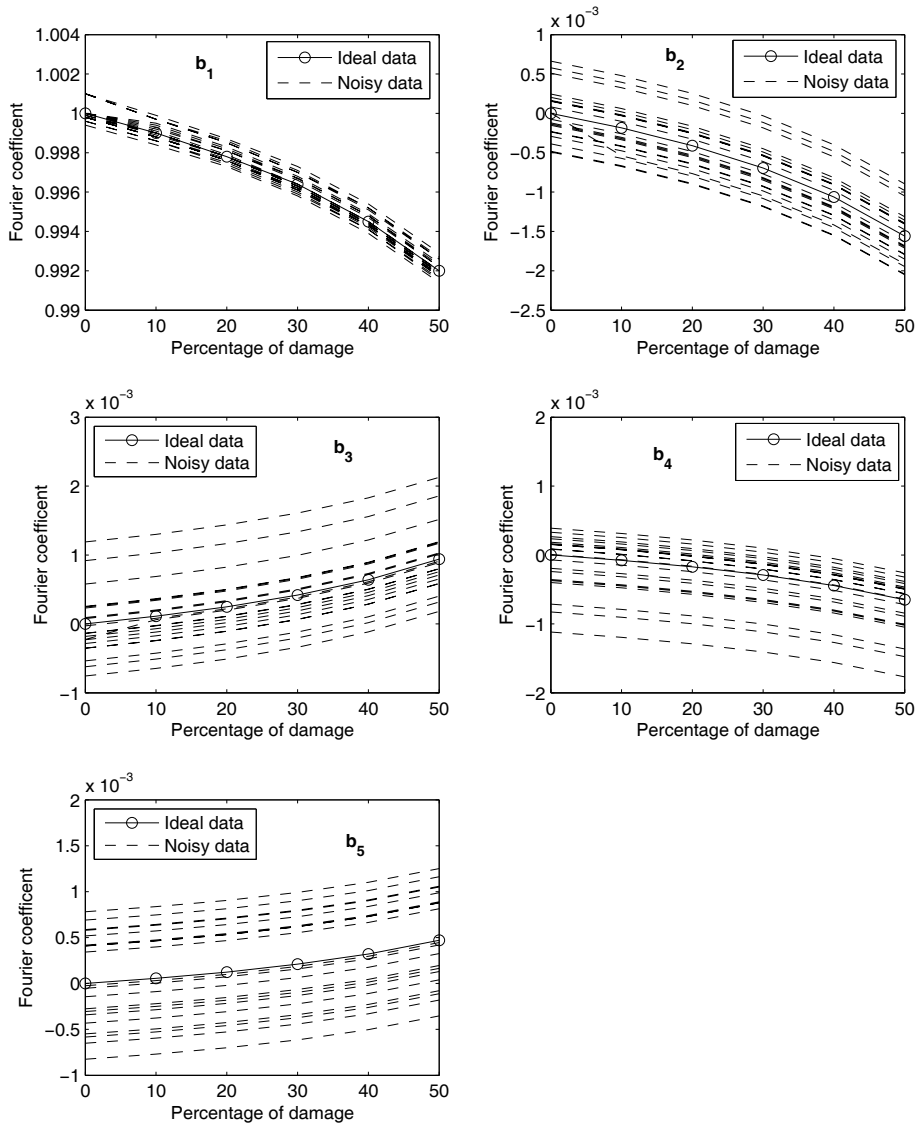 1.004
1.002
1
0.998
0.996
0.994
0.992
0.99
Fourier coefficent
b1
Ideal data
Noisy data
0 10 20 30 40 50
Percentage of damage
x 10−3
1
0.5
0
−0.5
−1
−1.5
−2
−2.5
Fourier coefficent
b2
Ideal data
Noisy data
0 10 20 30 40 50
Percentage of damage
x 10−3
3
2
1
0
−1
Fourier coefficent
Ideal data
Noisy data
b3
0 10 20 30 40 50
Percentage of damage
x 10−3
2
1
0
−1
−2
Fourier coefficent
b4
Ideal data
Noisy data
0 10 20 30 40 50
Percentage of damage
x 10−3
2
1.5
1
0.5
0
−0.5
−1
Fourier coefficent
Ideal data
Noisy data
b5
0 10 20 30 40 50
Percentage of damage